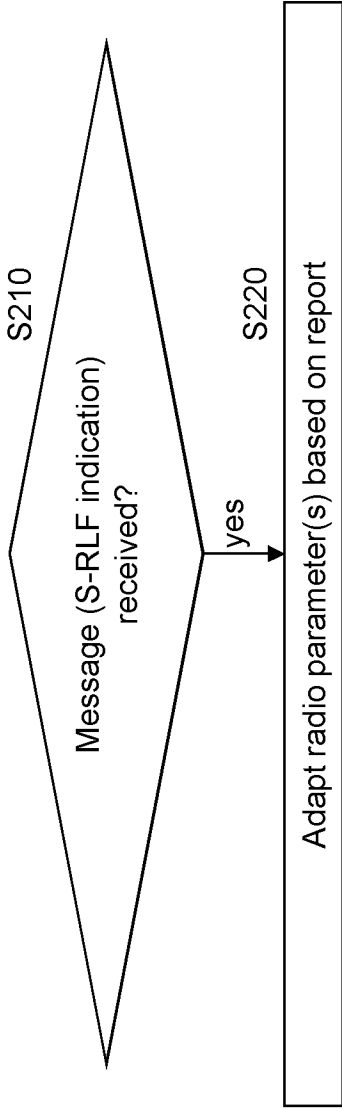 S210
Message (S-RLF indication)
received?
yes
S220
Adapt radio parameter(s) based on report